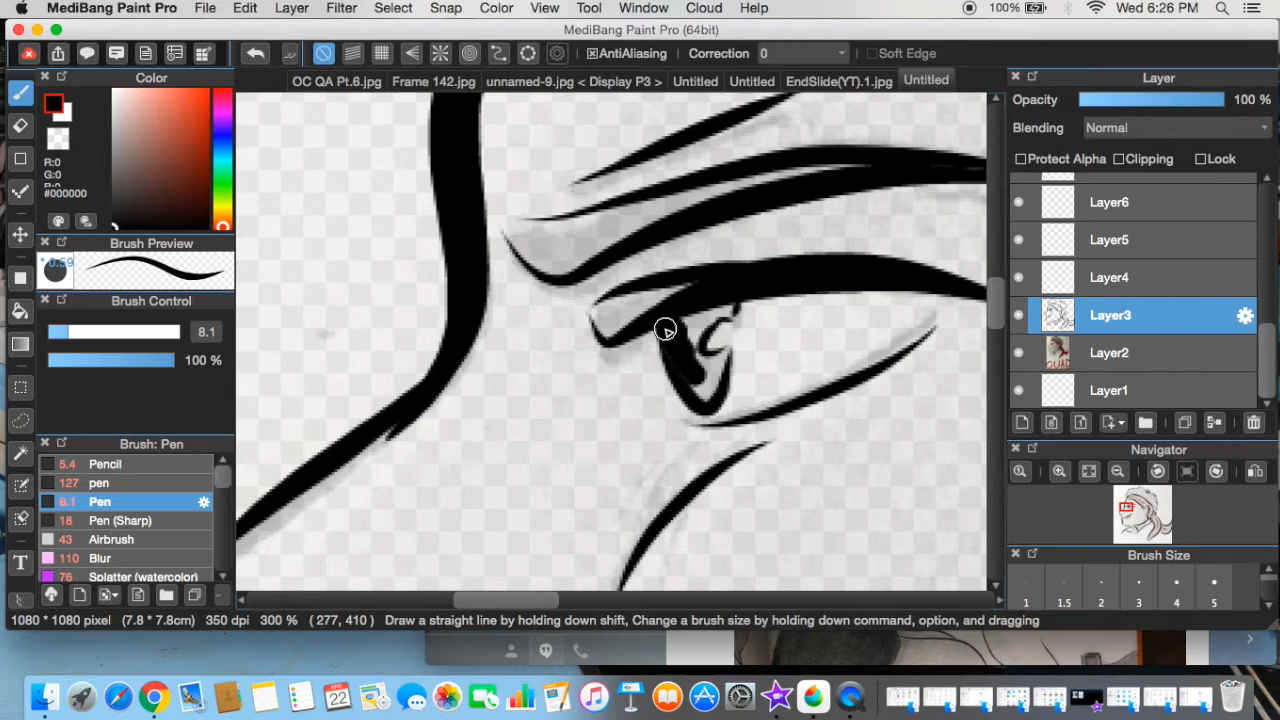 MediBang Paint Pro File Edit Layer Filter Select Snap Color View Tool Window Cloud Help 100% Wed 6:26 PM
MediBang Paint Pro (64bit)
AntiAliasing Correction 0 Soft Edge
Color
OC QA Pt.6.jpg Frame 142.jpg unnamed-9.jpg < Display P3 > Untitled Untitled EndSlide(YT).1.jpg Untitled
Layer
Opacity 100 %
Blending Normal
Protect Alpha Clipping Lock
R:0
G:0
B:0
#000000
Layer6
Layer5
Layer4
Layer3
Layer2
Layer1
Brush Preview
* 0.59
Brush Control
8.1
100 %
Brush: Pen
5.4 Pencil
127 pen
8.1 Pen
18 Pen (Sharp)
43 Airbrush
110 Blur
76 Splatter (watercolor)
T
Navigator
Brush Size
1 1.5 2 3 4 5
1080 * 1080 pixel (7.8 * 7.8cm) 350 dpi 300 % ( 277, 410 ) Draw a straight line by holding down shift, Change a brush size by holding down command, option, and dragging
APR
22